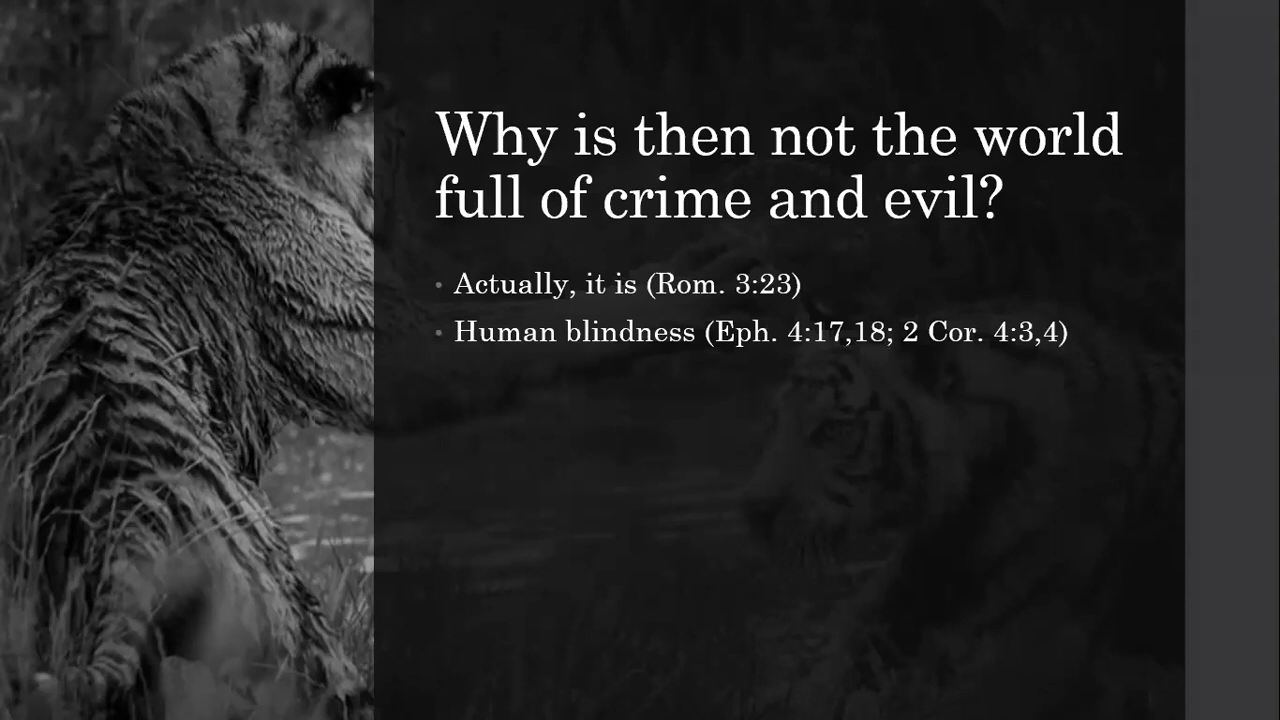 Why is then not the world
full of crime and evil?
• Actually, it is (Rom. 3:23)
• Human blindness (Eph. 4:17,18; 2 Cor. 4:3,4)